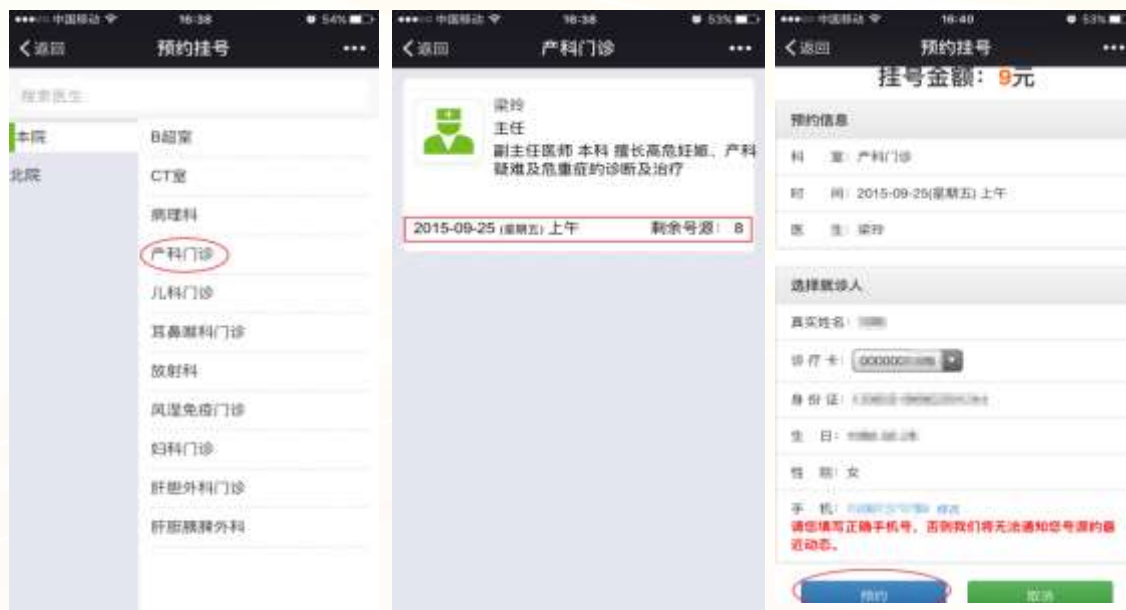 中国移动
16:38
54%
返回
预约挂号
搜索医生
本院
北院
B超室
CT室
病理科
产科门诊
儿科门诊
耳鼻喉科门诊
放射科
风湿免疫门诊
妇科门诊
肝胆外科门诊
肝胆胰脾外科
中国移动
16:38
53%
返回
产科门诊
梁玲
主任
副主任医师 本科 擅长高危妊娠、产科
疑难及危重症的诊断及治疗
2015-09-25 (星期五) 上午
剩余号源: 8
中国移动
16:40
53%
返回
预约挂号
挂号金额: 9元
预约信息
科 室: 产科门诊
时 间: 2015-09-25(星期五) 上午
医 生: 梁玲
选择就诊人
真实姓名:
诊 疗 卡: 000000
身 份 证:
生 日:
性 别: 女
手 机: 修改
请您填写正确手机号，否则我们将无法通知您号源的最
近动态。
预约
取消